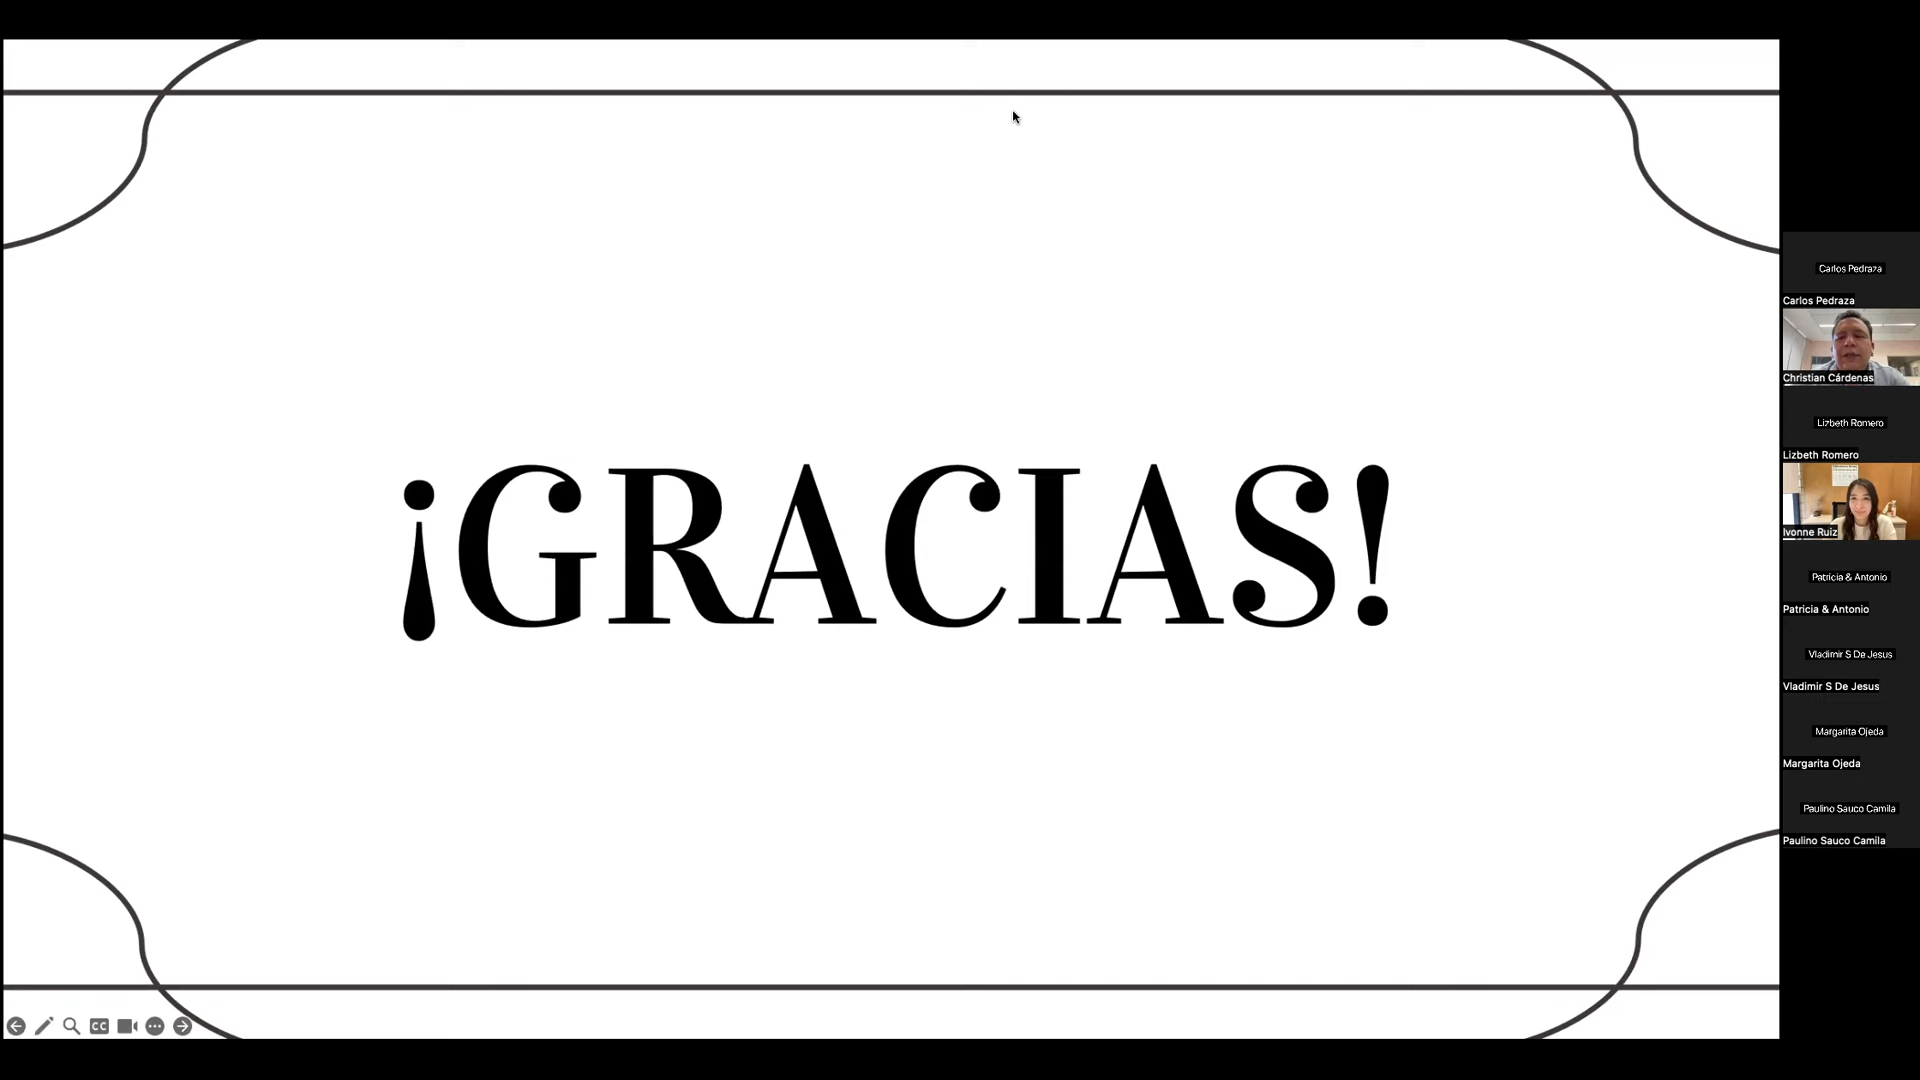 ¡GRACIAS!
Carlos Pedraza
Carlos Pedraza
Christian Cárdenas
Lizbeth Romero
Lizbeth Romero
Ivonne Ruiz
Patricia & Antonio
Patricia & Antonio
Vladimir S De Jesus
Vladimir S De Jesus
Margarita Ojeda
Margarita Ojeda
Paulino Sauco Camila
Paulino Sauco Camila
CC